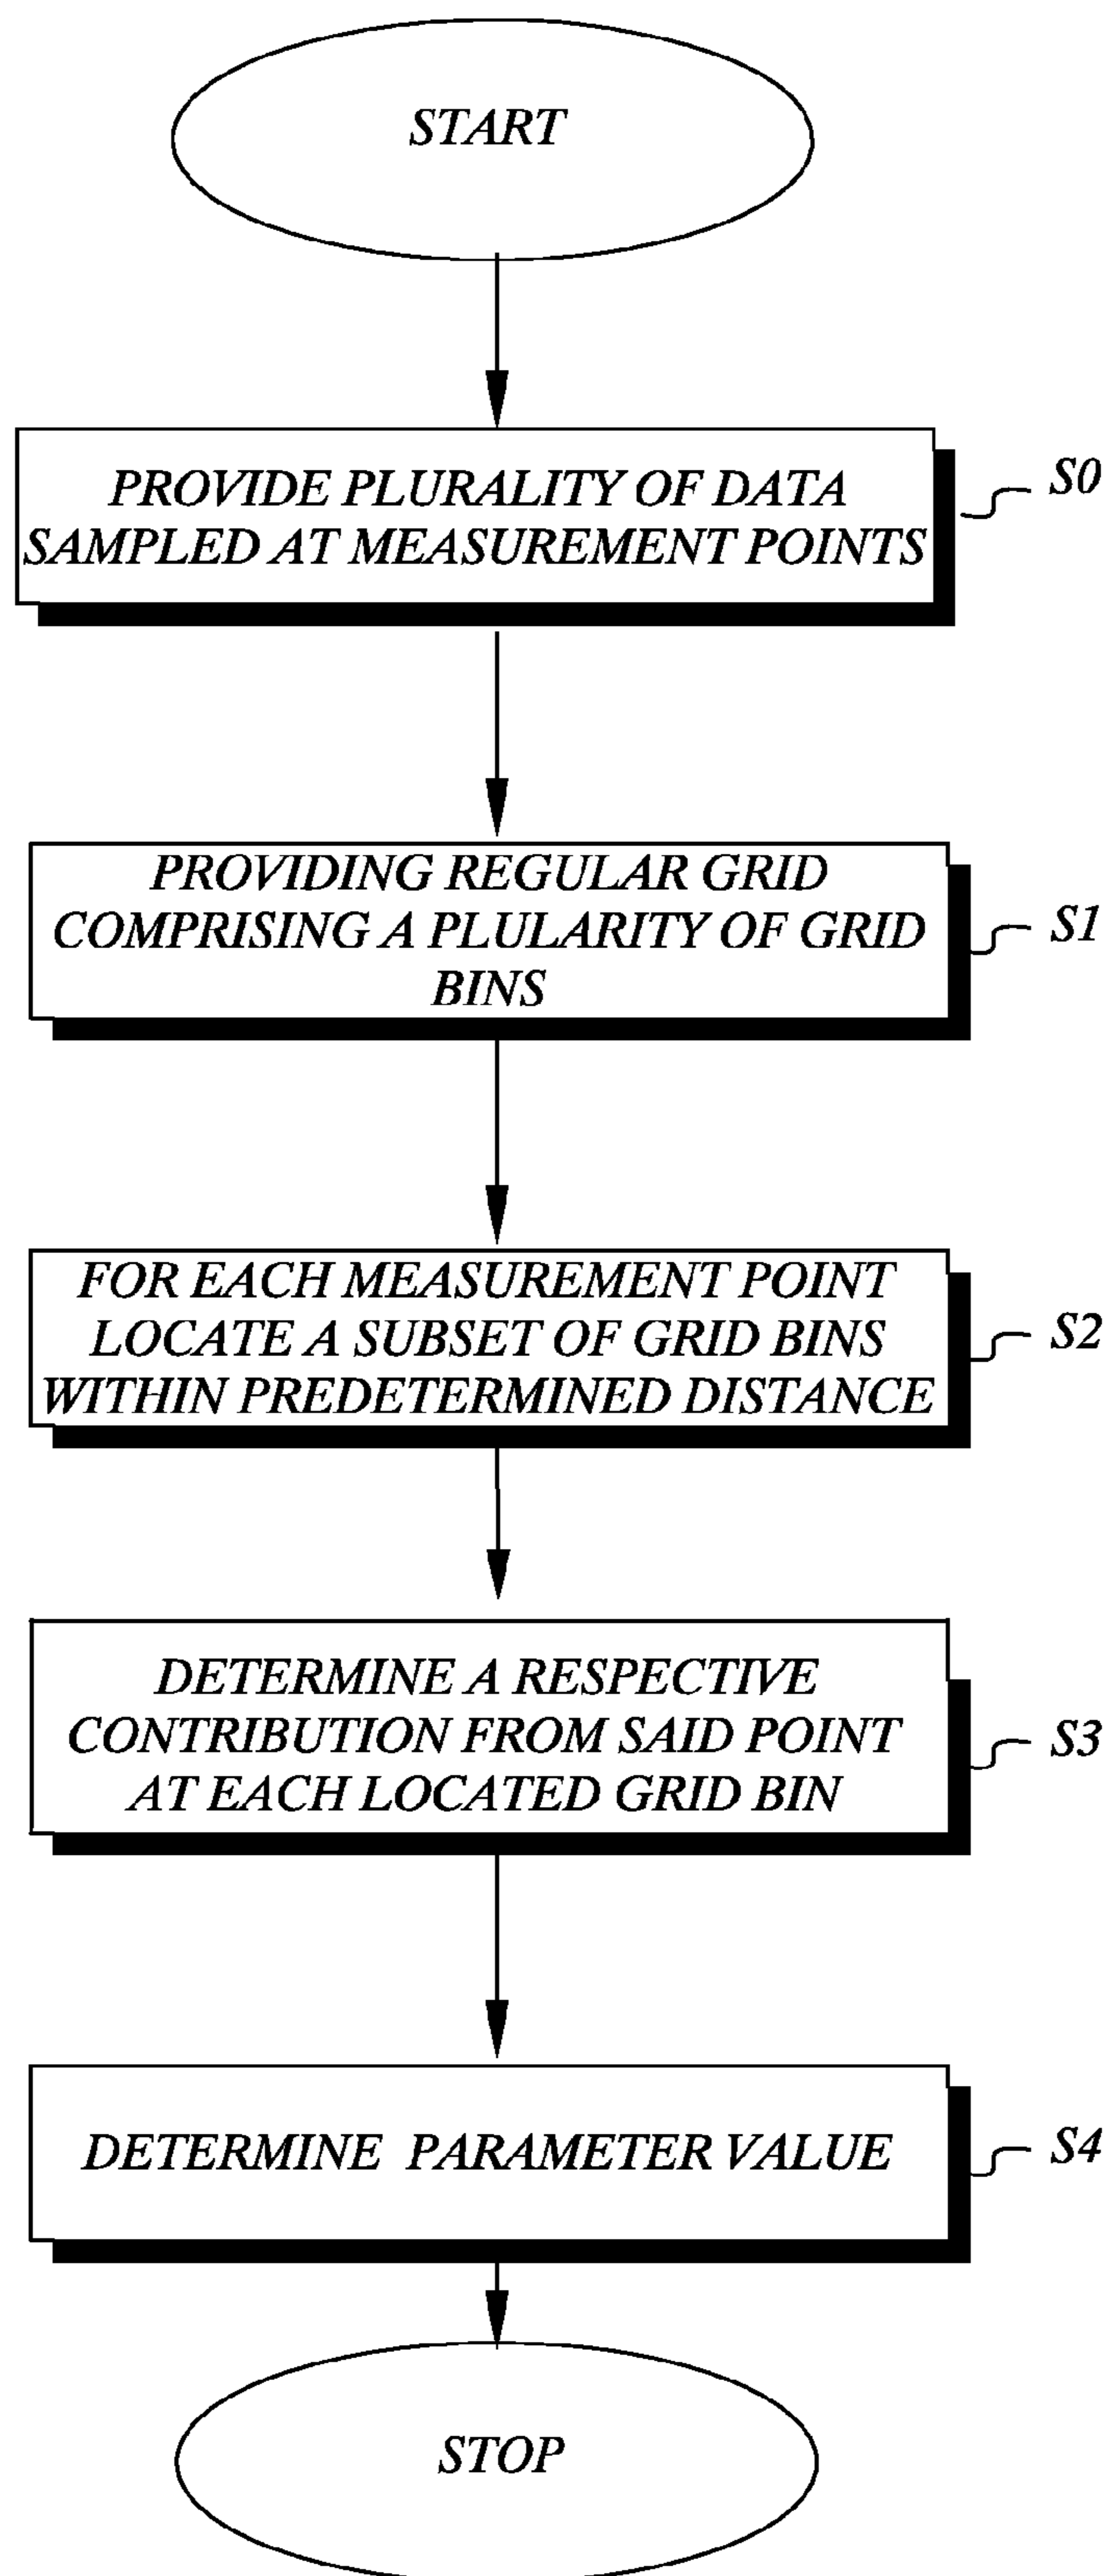 START
PROVIDE PLURALITY OF DATA
SAMPLED AT MEASUREMENT POINTS
S0
PROVIDING REGULAR GRID
COMPRISING A PLULARITY OF GRID
BINS
S1
FOR EACH MEASUREMENT POINT
LOCATE A SUBSET OF GRID BINS
WITHIN PREDETERMINED DISTANCE
S2
DETERMINE A RESPECTIVE
CONTRIBUTION FROM SAID POINT
AT EACH LOCATED GRID BIN
S3
DETERMINE PARAMETER VALUE
S4
STOP